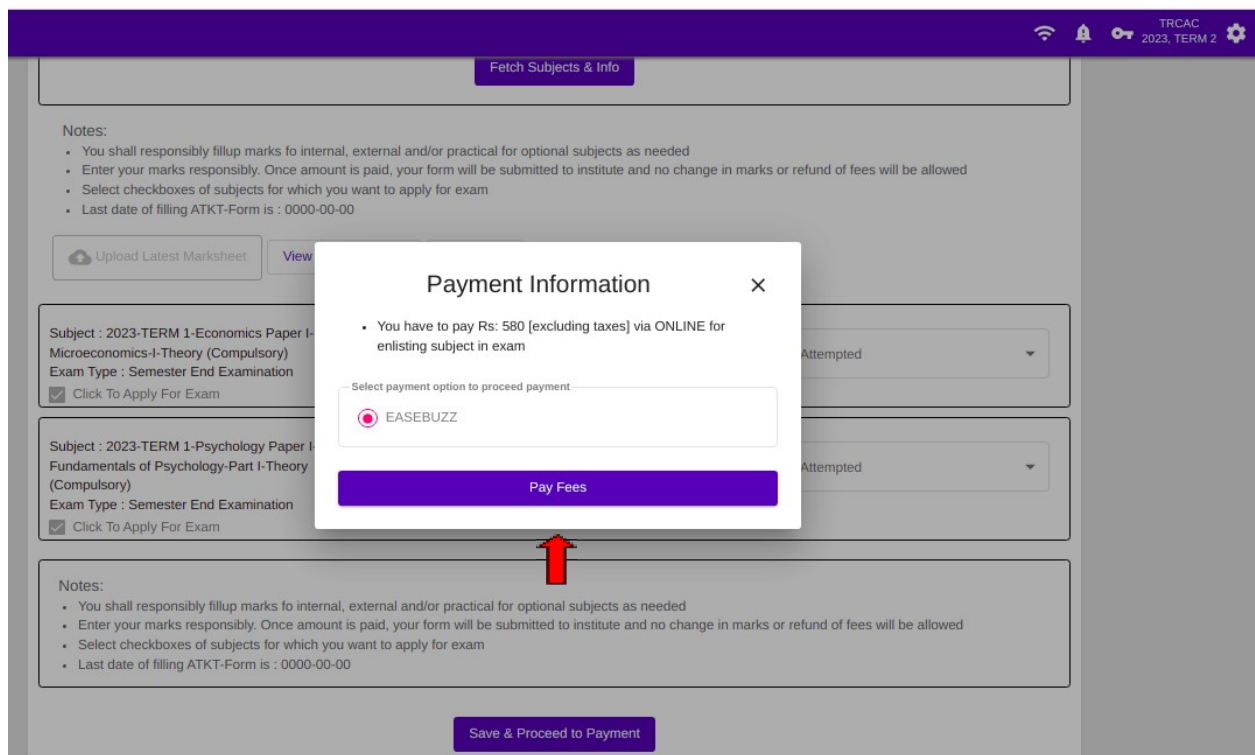 TRCAC
2023, TERM 2
Fetch Subjects & Info
Notes:
You shall responsibly fillup marks fo internal, external and/or practical for optional subjects as needed
Enter your marks responsibly. Once amount is paid, your form will be submitted to institute and no change in marks or refund of fees will be allowed
Select checkboxes of subjects for which you want to apply for exam
Last date of filling ATKT-Form is : 0000-00-00
Upload Latest Marksheet
View
Payment Information
You have to pay Rs: 580 [excluding taxes] via ONLINE for
enlisting subject in exam
Select payment option to proceed payment
EASEBUZZ
Pay Fees
Subject : 2023-TERM 1-Economics Paper I-
Microeconomics-I-Theory (Compulsory)
Exam Type : Semester End Examination
Click To Apply For Exam
Attempted
Subject : 2023-TERM 1-Psychology Paper I-
Fundamentals of Psychology-Part I-Theory
(Compulsory)
Exam Type : Semester End Examination
Click To Apply For Exam
Attempted
Notes:
You shall responsibly fillup marks fo internal, external and/or practical for optional subjects as needed
Enter your marks responsibly. Once amount is paid, your form will be submitted to institute and no change in marks or refund of fees will be allowed
Select checkboxes of subjects for which you want to apply for exam
Last date of filling ATKT-Form is : 0000-00-00
Save & Proceed to Payment